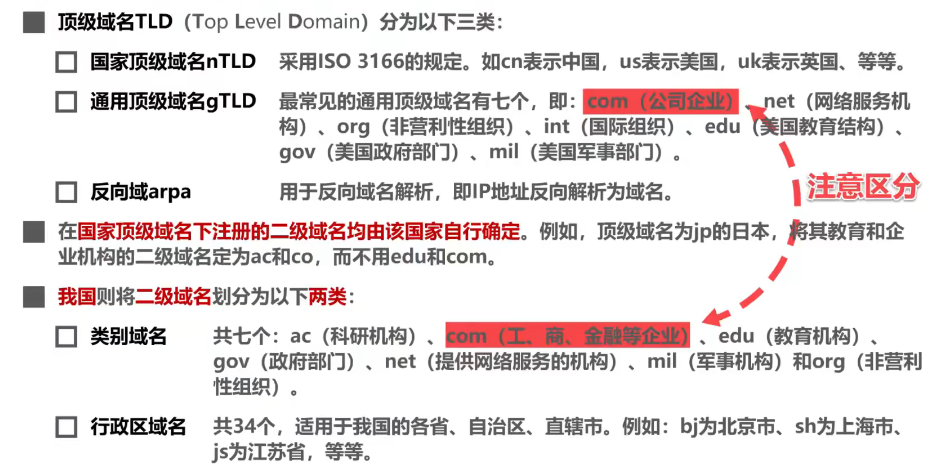 顶级域名TLD（Top Level Domain）分为以下三类：
国家顶级域名nTLD 采用ISO 3166的规定。如cn表示中国，us表示美国，uk表示英国、等等。
通用顶级域名gTLD 最常见的通用顶级域名有七个，即：com（公司企业）、net（网络服务机
构）、org（非营利性组织）、int（国际组织）、edu（美国教育结构）、
gov（美国政府部门）、mil（美国军事部门）。
反向域arpa 用于反向域名解析，即IP地址反向解析为域名。
注意区分
在国家顶级域名下注册的二级域名均由该国家自行确定。例如，顶级域名为jp的日本，将其教育和企
业机构的二级域名定为ac和co，而不用edu和com。
我国则将二级域名划分为以下两类：
类别域名 共七个：ac（科研机构）、com（工、商、金融等企业）、edu（教育机构）、
gov（政府部门）、net（提供网络服务的机构）、mil（军事机构）和org（非营利
性组织）。
行政区域名 共34个，适用于我国的各省、自治区、直辖市。例如：bj为北京市、sh为上海市、
js为江苏省，等等。